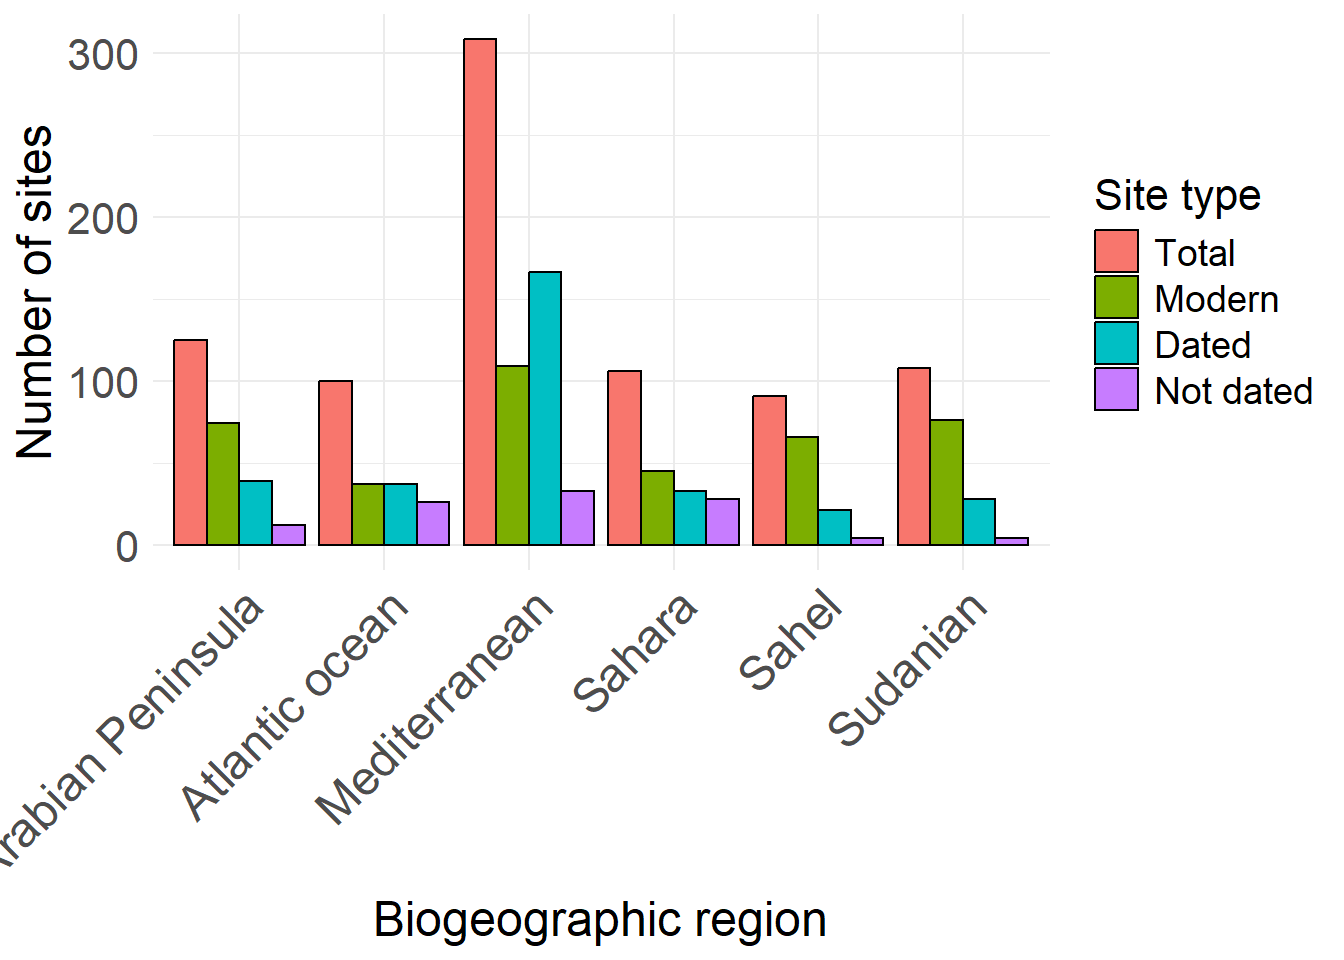 300
200
100
0
Number of sites
Arabian Peninsula
Atlantic ocean
Mediterranean
Sahara
Sahel
Sudanian
Biogeographic region
Site type
Total
Modern
Dated
Not dated